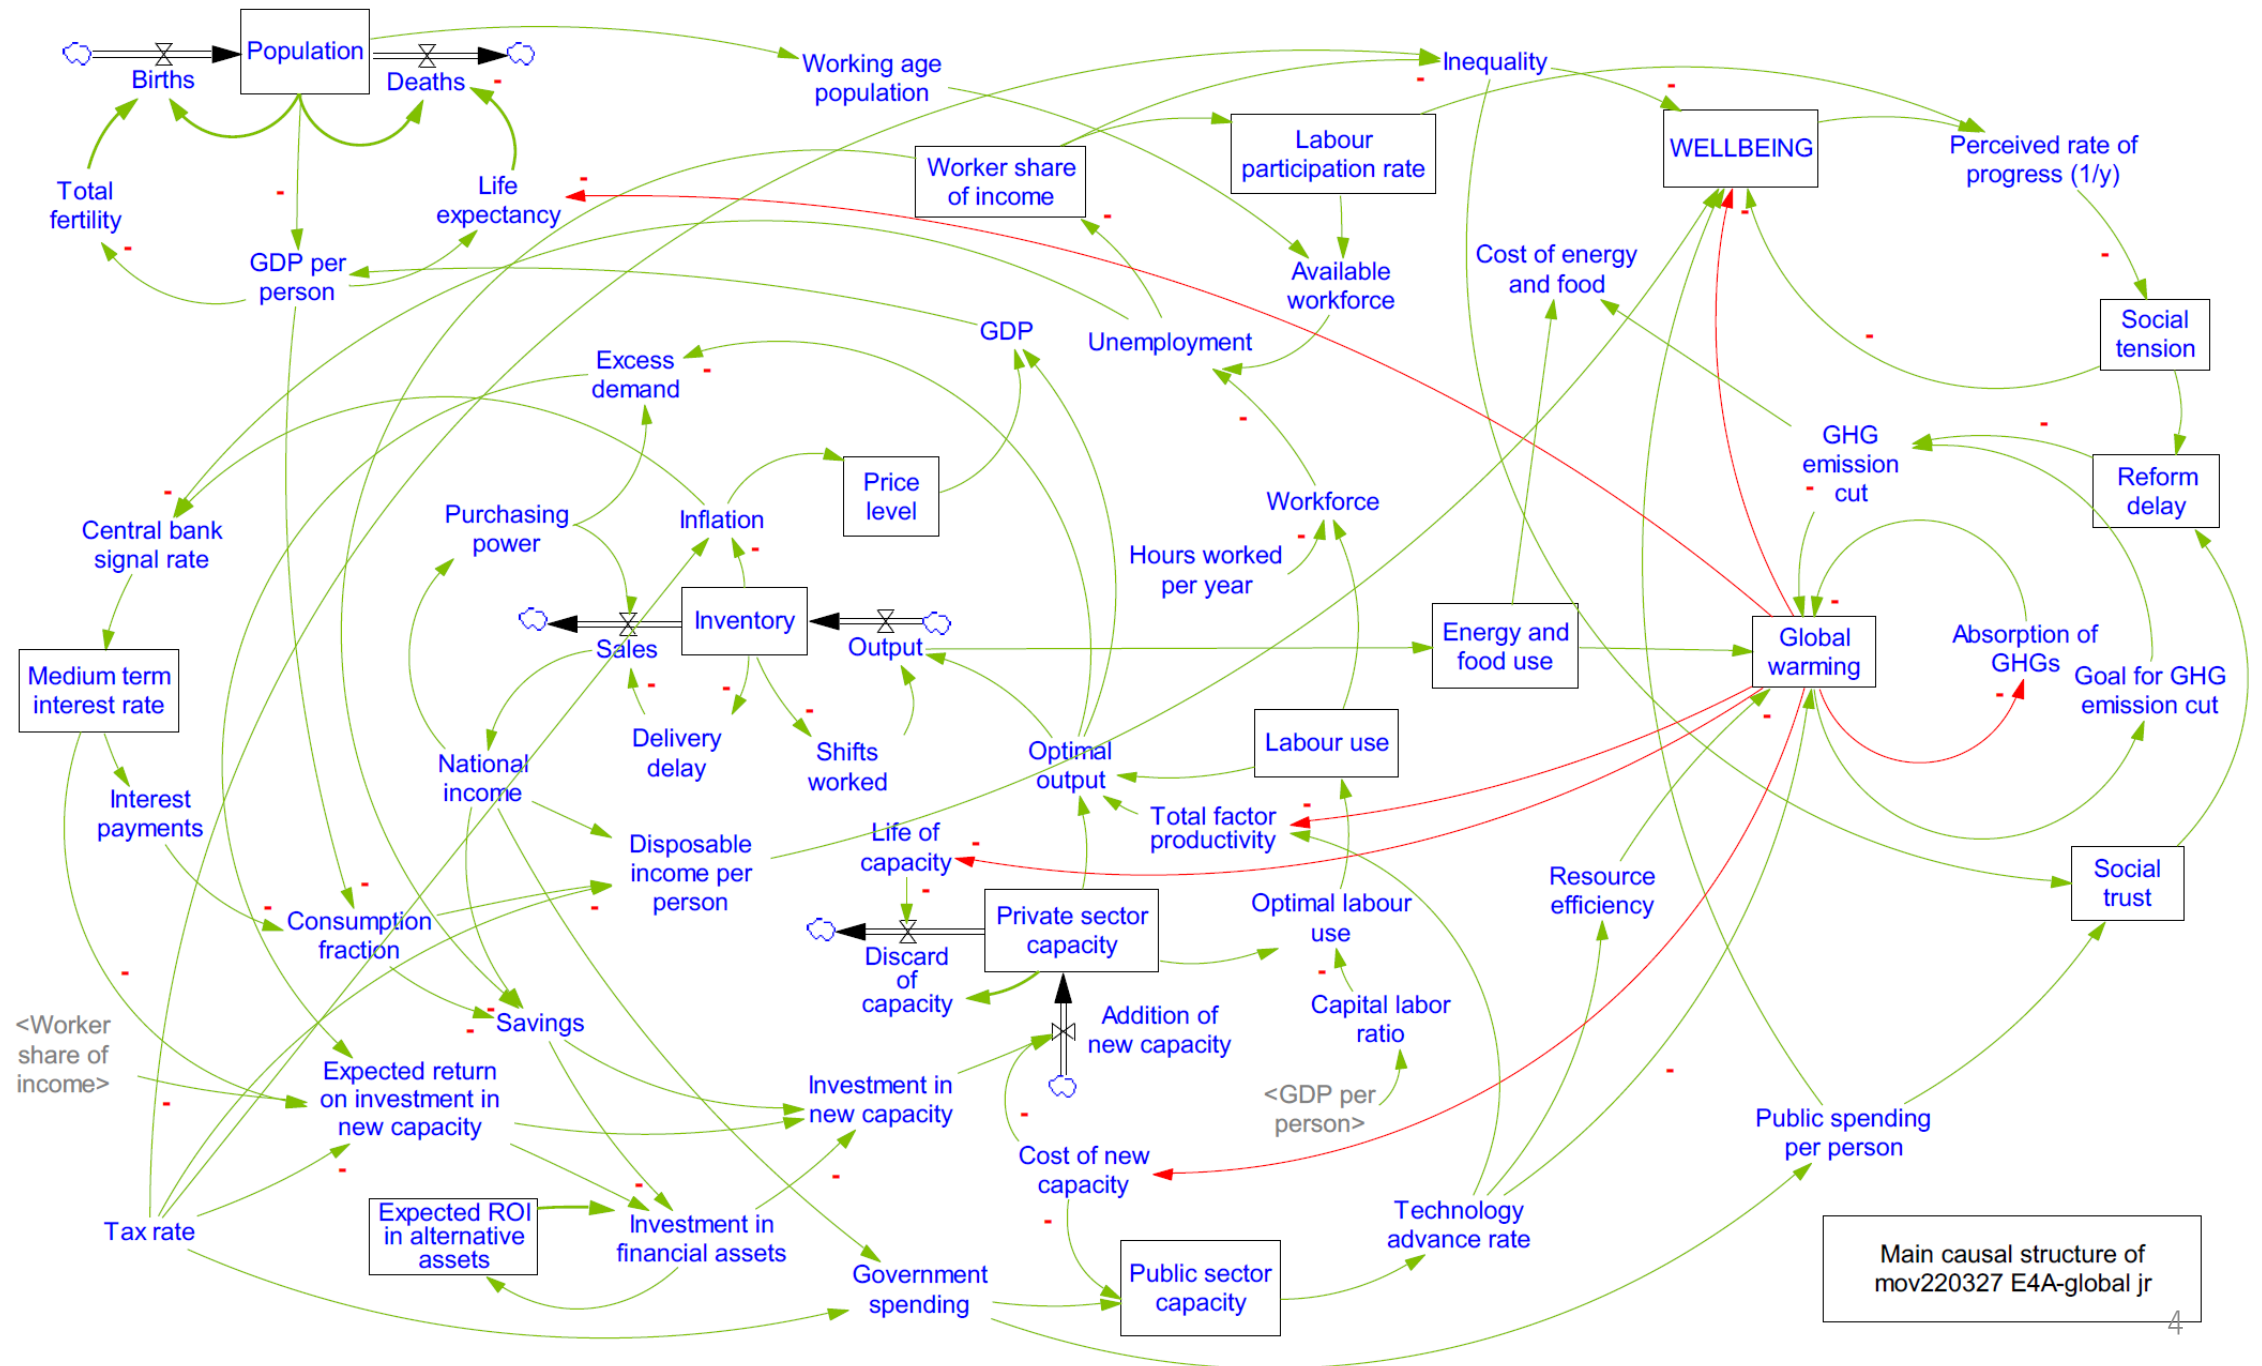 Population
Births
Deaths
-
Working age
population
Inequality
-
-
WELLBEING
Perceived rate of
progress (1/y)
Labour
participation rate
Worker share
of income
-
Total
fertility
-
-
Life
expectancy
-
GDP per
person
Available
workforce
Cost of energy
and food
-
-
Social
tension
-
GDP
Unemployment
Excess
demand
-
-
GHG
emission
cut
-
-
Reform
delay
Price
level
Purchasing
power
Inflation
-
Central bank
signal rate
-
Workforce
Hours worked
per year
-
Inventory
Sales
-
Output
-
Energy and
food use
Global
warming
-
Absorption of
GHGs
-
Goal for GHG
emission cut
Medium term
interest rate
Delivery
delay
-
Shifts
worked
National
income
Optimal
output
Labour use
-
Interest
payments
Total factor
productivity
-
Life of
capacity
-
-
Disposable
income per
person
-
Consumption
fraction
-
-
Private sector
capacity
Discard
of
capacity
Optimal labour
use
-
Resource
efficiency
Social
trust
Capital labor
ratio
Addition of
new capacity
<Worker
share of
income>
-
-
Savings
-
-
Expected return
on investment in
new capacity
-
Investment in
new capacity
-
<GDP per
person>
-
Cost of new
capacity
-
-
Public spending
per person
Tax rate
Expected ROI
in alternative
assets
-
Investment in
financial assets
Technology
advance rate
Government
spending
Public sector
capacity
Main causal structure of
mov220327 E4A-global jr
4